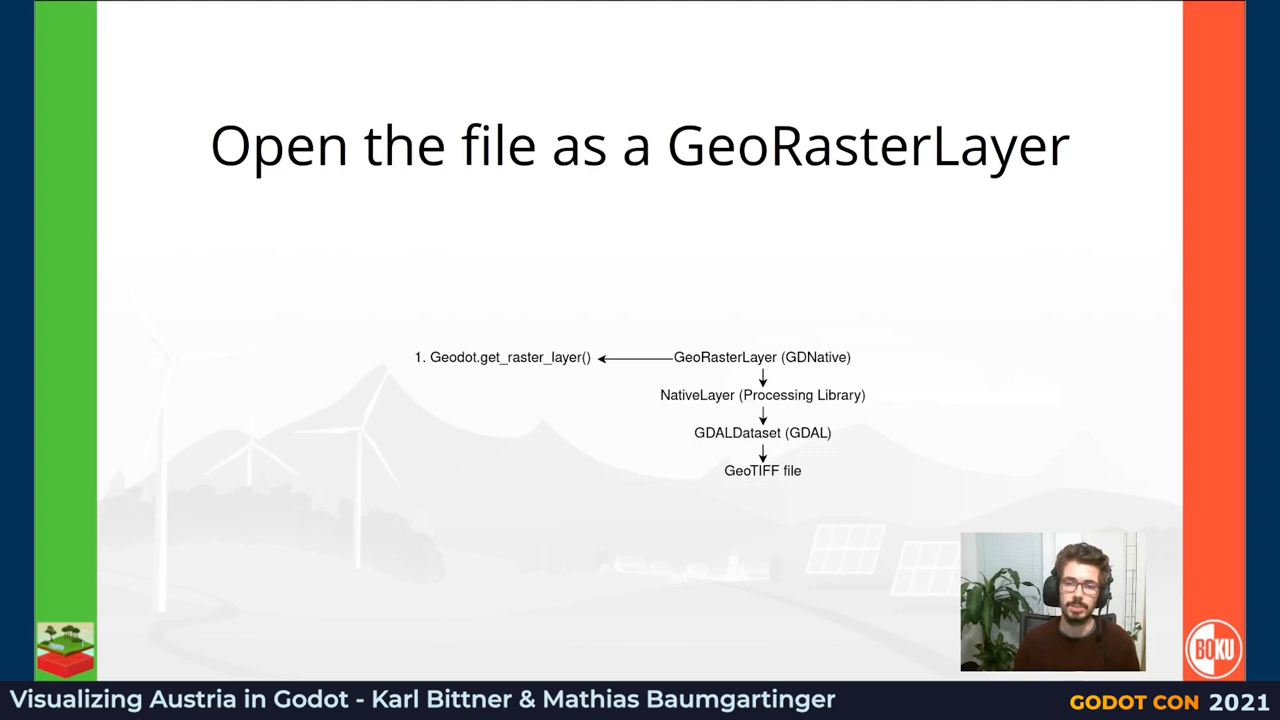 Open the file as a GeoRasterLayer
1. Geodot.get_raster_layer()
GeoRasterLayer (GDNative)
NativeLayer (Processing Library)
GDALDataset (GDAL)
GeoTIFF file
BOKU
Visualizing Austria in Godot - Karl Bittner & Mathias Baumgartinger
GODOT CON 2021